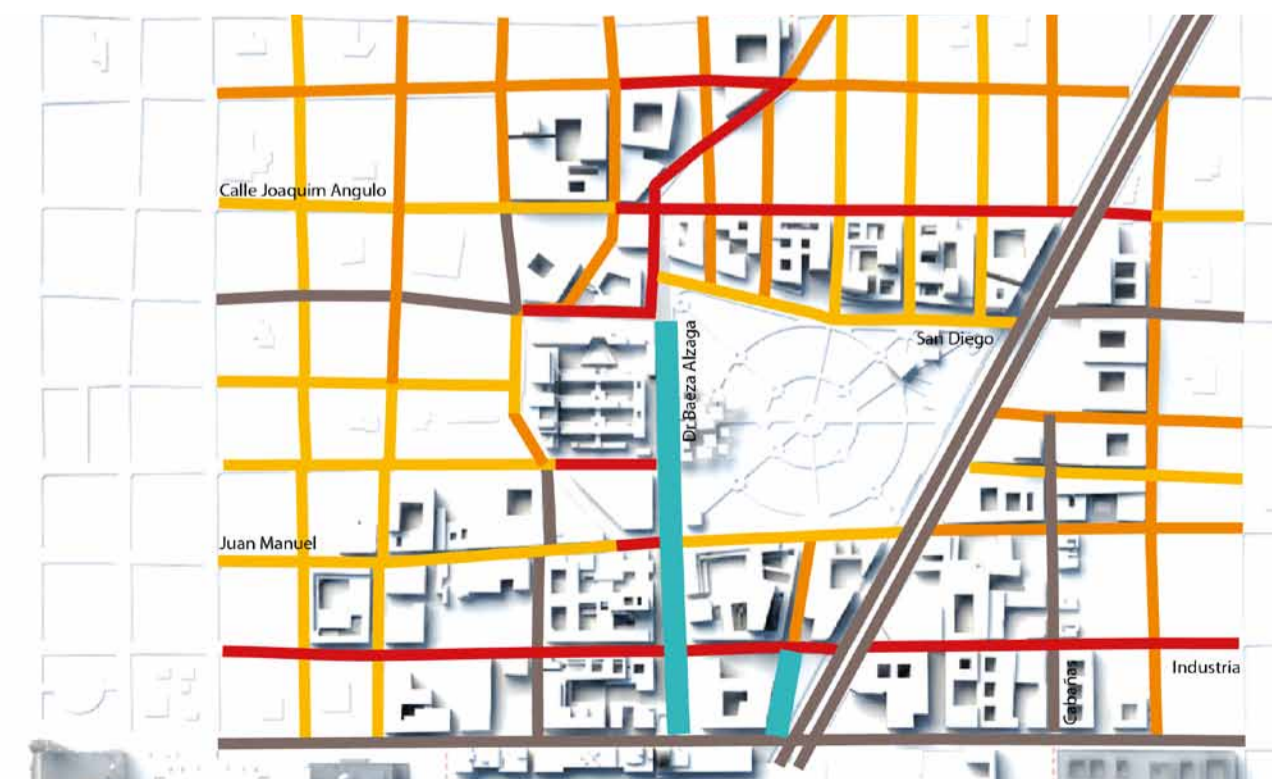 Calle Joaquim Angulo
San Diego
Dr Baeza Alzaga
Juan Manuel
Industria
Cabañas